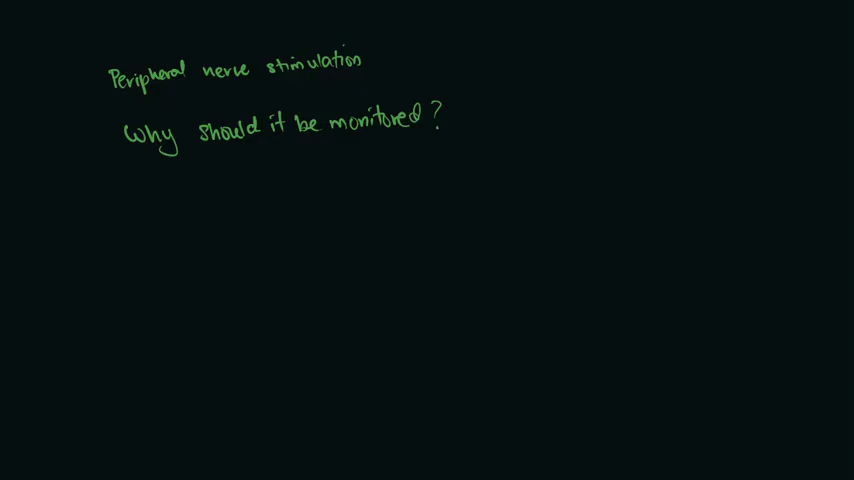 Peripheral nerve stimulation
Why should it be monitored?